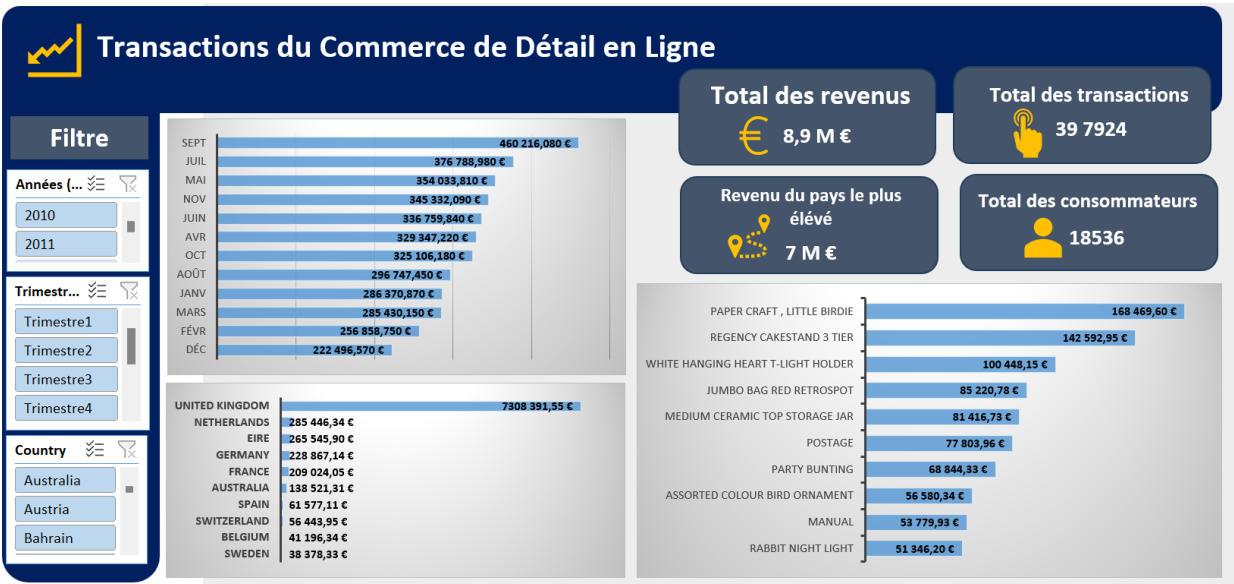 Transactions du Commerce de Détail en Ligne
Total des revenus
8,9 M €
Total des transactions
39 7924
Revenu du pays le plus
élévé
7 M €
Total des consommateurs
18536
Filtre
Années (...
2010
2011
Trimestr...
Trimestre1
Trimestre2
Trimestre3
Trimestre4
Country
Australia
Austria
Bahrain
SEPT 460 216,080 €
JUIL 376 788,980 €
MAI 354 033,810 €
NOV 345 332,090 €
JUIN 336 759,840 €
AVR 329 347,220 €
OCT 325 106,180 €
AOÛT 296 747,450 €
JANV 286 370,870 €
MARS 285 430,150 €
FÉVR 256 858,750 €
DÉC 222 496,570 €
UNITED KINGDOM 7308 391,55 €
NETHERLANDS 285 446,34 €
EIRE 265 545,90 €
GERMANY 228 867,14 €
FRANCE 209 024,05 €
AUSTRALIA 138 521,31 €
SPAIN 61 577,11 €
SWITZERLAND 56 443,95 €
BELGIUM 41 196,34 €
SWEDEN 38 378,33 €
PAPER CRAFT , LITTLE BIRDIE 168 469,60 €
REGENCY CAKESTAND 3 TIER 142 592,95 €
WHITE HANGING HEART T-LIGHT HOLDER 100 448,15 €
JUMBO BAG RED RETROSPOT 85 220,78 €
MEDIUM CERAMIC TOP STORAGE JAR 81 416,73 €
POSTAGE 77 803,96 €
PARTY BUNTING 68 844,33 €
ASSORTED COLOUR BIRD ORNAMENT 56 580,34 €
MANUAL 53 779,93 €
RABBIT NIGHT LIGHT 51 346,20 €